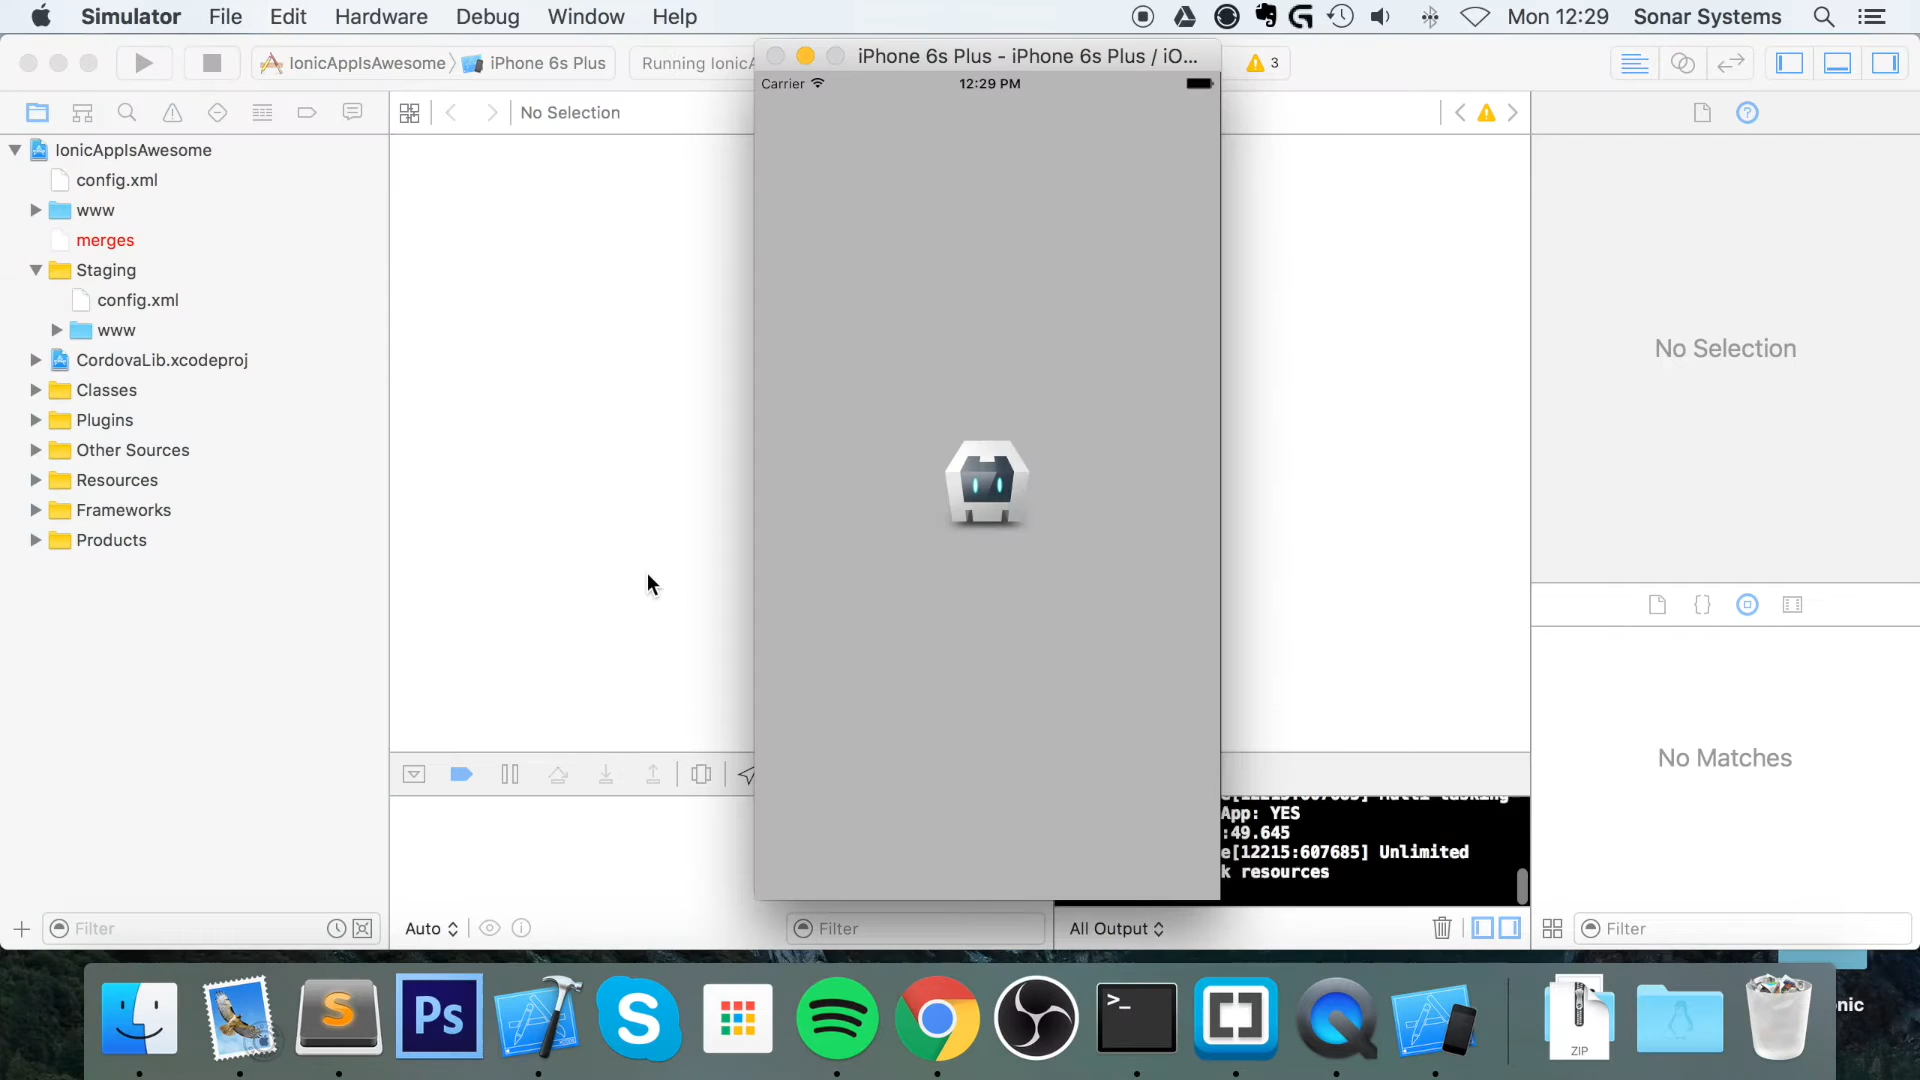 Simulator File Edit Hardware Debug Window Help Mon 12:29 Sonar Systems
IonicAppIsAwesome iPhone 6s Plus Running Ionic
iPhone 6s Plus - iPhone 6s Plus / iO... 3
Carrier 12:29 PM
No Selection
IonicAppIsAwesome
config.xml
www
merges
Staging
config.xml
www
CordovaLib.xcodeproj
Classes
Plugins
Other Sources
Resources
Frameworks
Products
No Selection
No Matches
App: YES
:49.645
e[12215:607685] Unlimited
k resources
Filter Auto Filter All Output Filter
S Ps S >_ ZIP nic